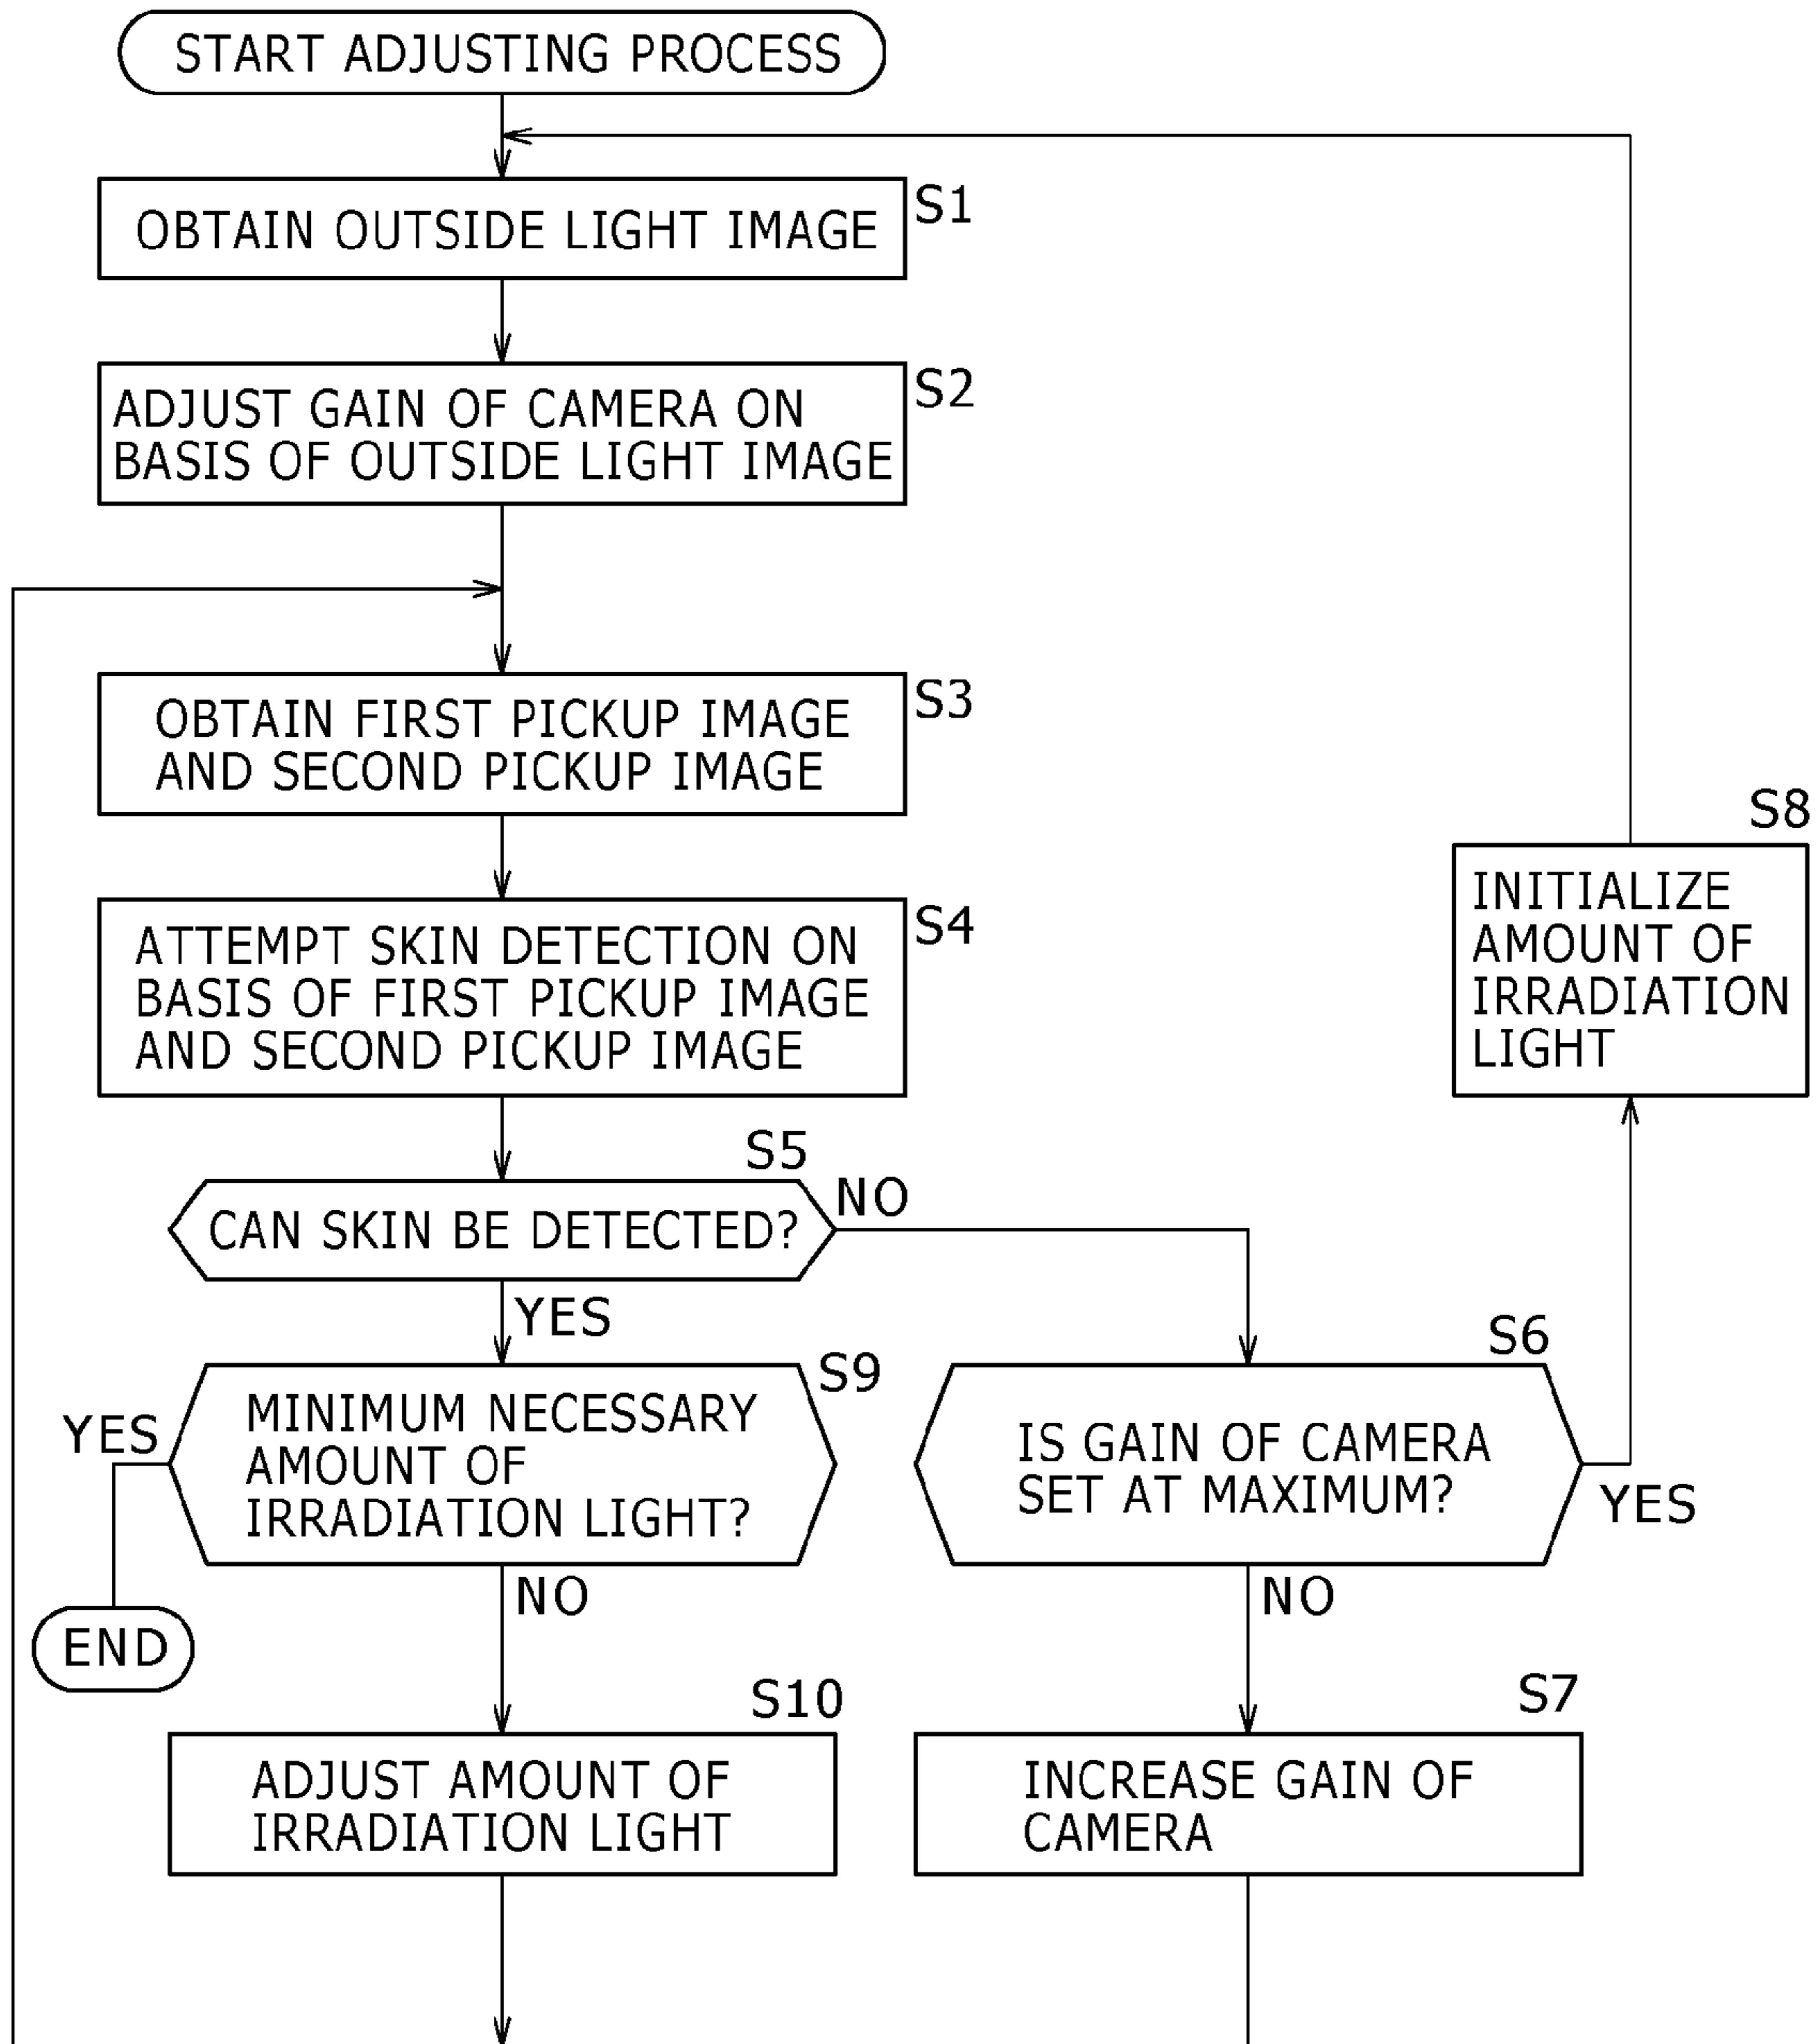 START ADJUSTING PROCESS
OBTAIN OUTSIDE LIGHT IMAGE
S1
ADJUST GAIN OF CAMERA ON
BASIS OF OUTSIDE LIGHT IMAGE
S2
OBTAIN FIRST PICKUP IMAGE
AND SECOND PICKUP IMAGE
S3
ATTEMPT SKIN DETECTION ON
BASIS OF FIRST PICKUP IMAGE
AND SECOND PICKUP IMAGE
S4
S8
INITIALIZE
AMOUNT OF
IRRADIATION
LIGHT
S5
CAN SKIN BE DETECTED?
NO
YES
S9
MINIMUM NECESSARY
AMOUNT OF
IRRADIATION LIGHT?
YES
NO
END
S6
IS GAIN OF CAMERA
SET AT MAXIMUM?
YES
NO
S10
ADJUST AMOUNT OF
IRRADIATION LIGHT
S7
INCREASE GAIN OF
CAMERA